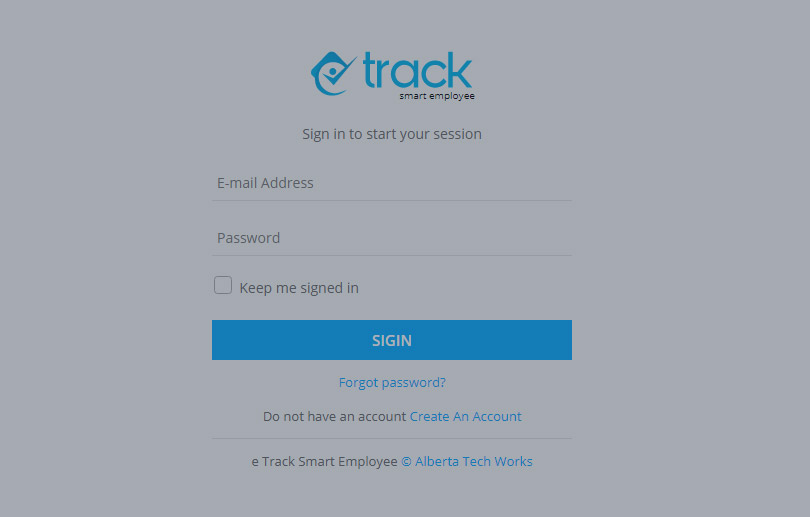 track
smart employee
Sign in to start your session
E-mail Address
Password
Keep me signed in
SIGIN
Forgot password?
Do not have an account Create An Account
e Track Smart Employee © Alberta Tech Works